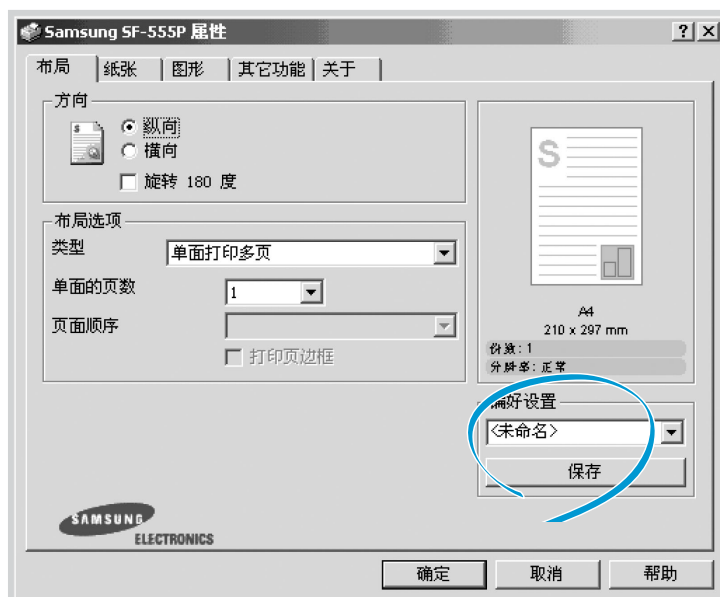 Samsung SF-555P 属性
布局 纸张 图形 其它功能 关于
方向
纵向
横向
旋转 180 度
布局选项
类型 单面打印多页
单面的页数 1
页面顺序
打印页边框
S
S
A4
210 x 297 mm
份数:1
分辨率:正常
偏好设置
<未命名>
保存
SAMSUNG
ELECTRONICS
确定 取消 帮助